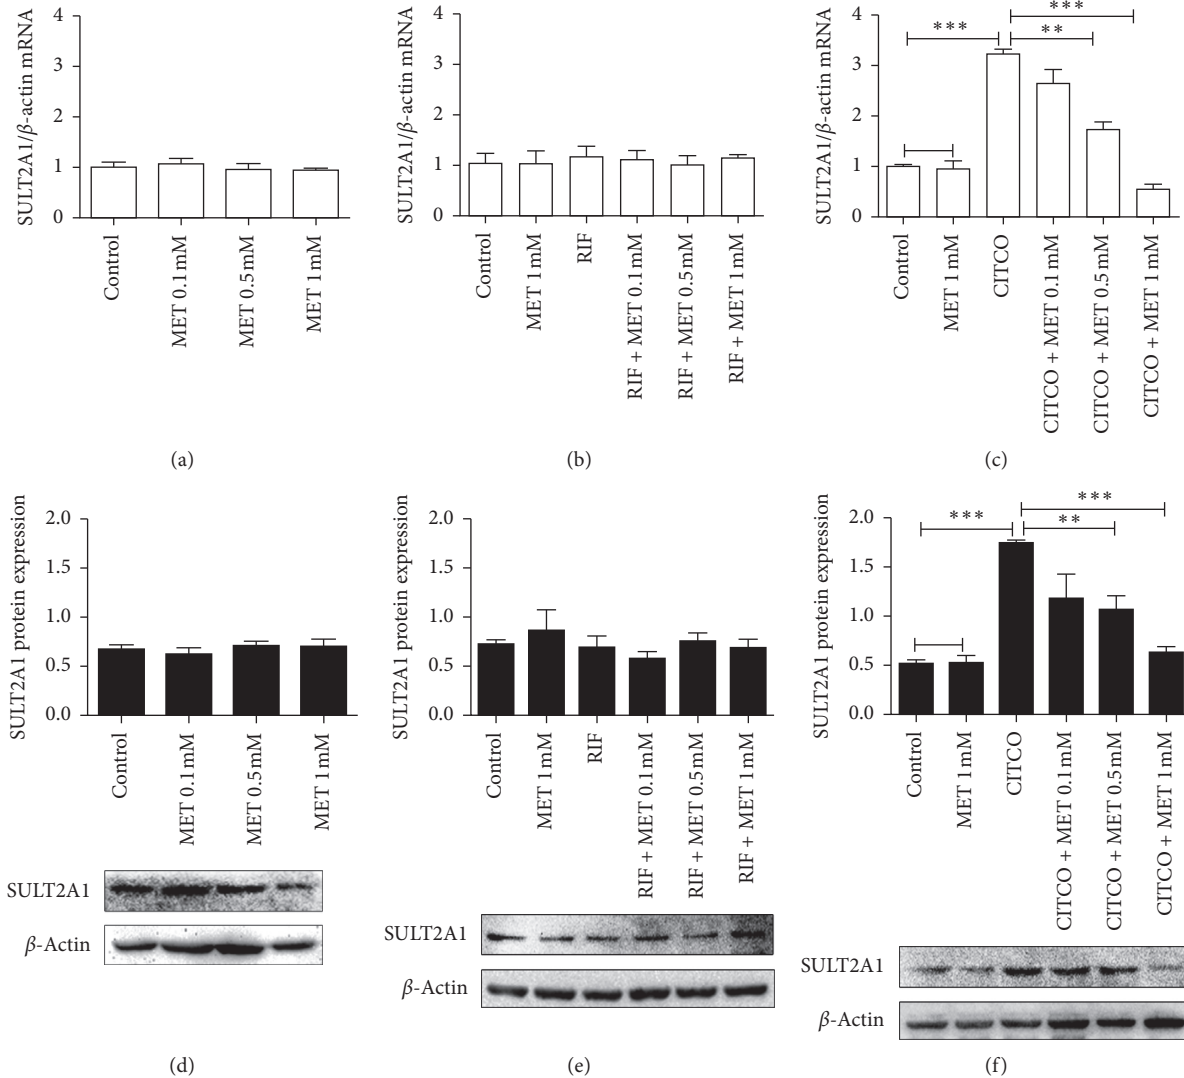 SULT2A1/β-actin mRNA
4
3
2
1
0
Control
MET 0.1 mM
MET 0.5 mM
MET 1 mM
(a)
SULT2A1/β-actin mRNA
4
3
2
1
0
Control
MET 1 mM
RIF
RIF + MET 0.1 mM
RIF + MET 0.5 mM
RIF + MET 1 mM
(b)
SULT2A1/β-actin mRNA
4
3
2
1
0
***
**
***
Control
MET 1 mM
CITCO
CITCO + MET 0.1 mM
CITCO + MET 0.5 mM
CITCO + MET 1 mM
(c)
SULT2A1 protein expression
2.0
1.5
1.0
0.5
0.0
Control
MET 0.1 mM
MET 0.5 mM
MET 1 mM
SULT2A1
β-Actin
(d)
SULT2A1 protein expression
2.0
1.5
1.0
0.5
0.0
Control
MET 1 mM
RIF
RIF + MET 0.1 mM
RIF + MET 0.5 mM
RIF + MET 1 mM
SULT2A1
β-Actin
(e)
SULT2A1 protein expression
2.0
1.5
1.0
0.5
0.0
***
**
***
Control
MET 1 mM
CITCO
CITCO + MET 0.1 mM
CITCO + MET 0.5 mM
CITCO + MET 1 mM
SULT2A1
β-Actin
(f)